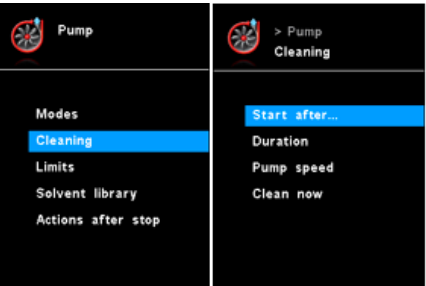 Pump
Modes
Cleaning
Limits
Solvent library
Actions after stop
> Pump
Cleaning
Start after...
Duration
Pump speed
Clean now